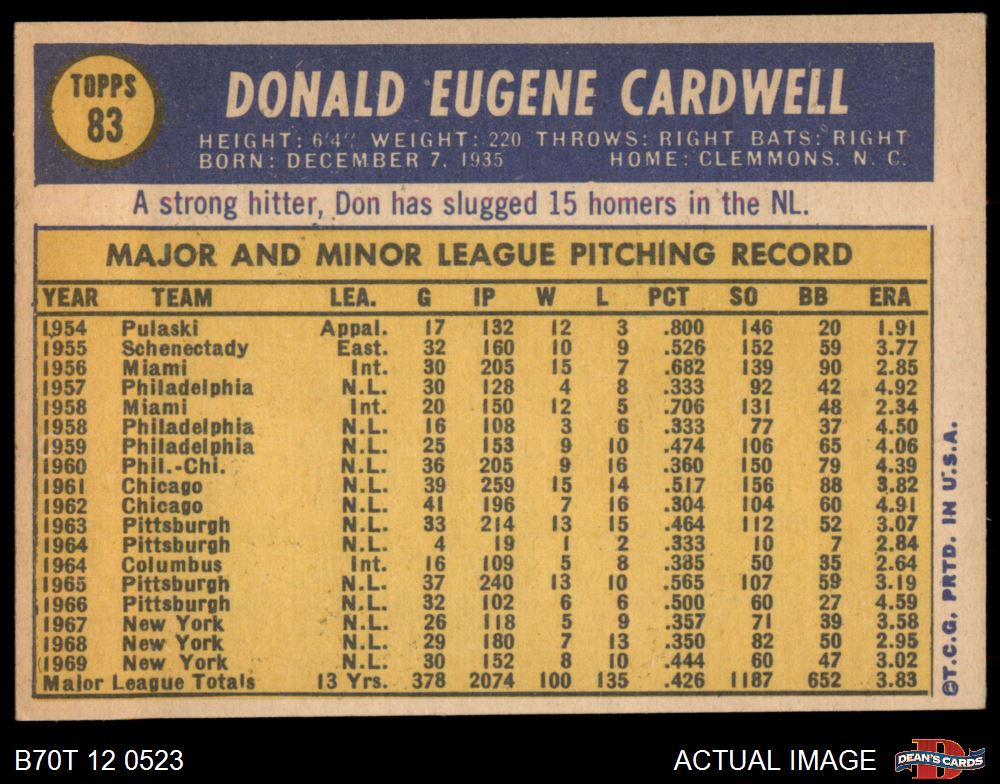 TOPPS
83
DONALD EUGENE CARDWELL
HEIGHT: 6'4" WEIGHT: 220 THROWS: RIGHT BATS: RIGHT
BORN: DECEMBER 7, 1935 HOME: CLEMMONS, N. C.
A strong hitter, Don has slugged 15 homers in the NL.
MAJOR AND MINOR LEAGUE PITCHING RECORD
YEAR TEAM LEA. G IP W L PCT SO BB ERA
1954 Pulaski Appal. 17 132 12 3 .800 146 20 1.91
1955 Schenectady East. 32 160 10 9 .526 152 59 3.77
1956 Miami Int. 30 205 15 7 .682 139 90 2.85
1957 Philadelphia N.L. 30 128 4 8 .333 92 42 4.92
1958 Miami Int. 20 150 12 5 .706 131 48 2.34
1958 Philadelphia N.L. 16 108 3 6 .333 77 37 4.50
1959 Philadelphia N.L. 25 153 9 10 .474 106 65 4.06
1960 Phil.-Chi. N.L. 36 205 9 16 .360 150 79 4.39
1961 Chicago N.L. 39 259 15 14 .517 156 88 3.82
1962 Chicago N.L. 41 196 7 16 .304 104 60 4.91
1963 Pittsburgh N.L. 33 214 13 15 .464 112 52 3.07
1964 Pittsburgh N.L. 4 19 1 2 .333 10 7 2.84
1964 Columbus Int. 16 109 5 8 .385 50 35 2.64
1965 Pittsburgh N.L. 37 240 13 10 .565 107 59 3.19
1966 Pittsburgh N.L. 32 102 6 6 .500 60 27 4.59
1967 New York N.L. 26 118 5 9 .357 71 39 3.58
1968 New York N.L. 29 180 7 13 .350 82 50 2.95
1969 New York N.L. 30 152 8 10 .444 60 47 3.02
Major League Totals 13 Yrs. 378 2074 100 135 .426 1187 652 3.83
©T.C.G. PRTD. IN U.S.A.
B70T 12 0523
ACTUAL IMAGE
DEAN'S CARDS